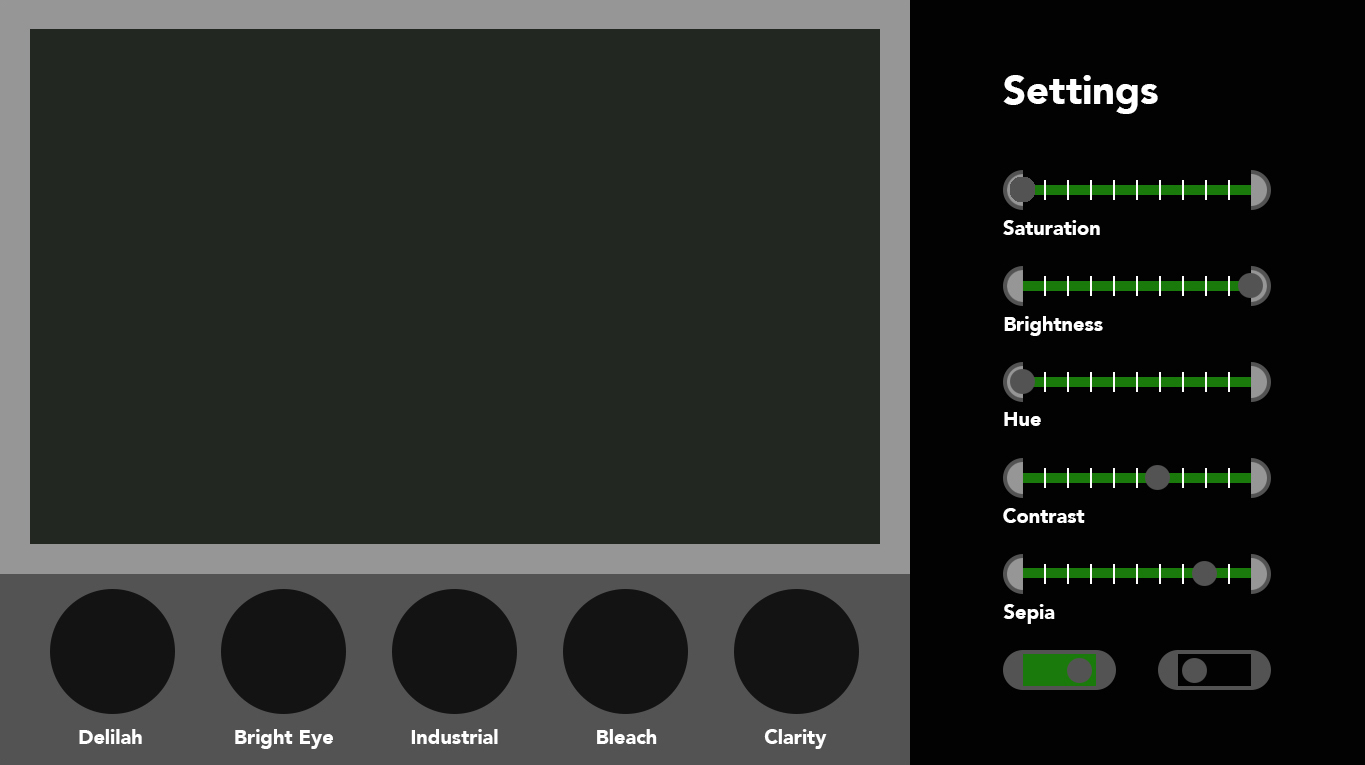 Settings
Saturation
Brightness
Hue
Contrast
Sepia
Delilah
Bright Eye
Industrial
Bleach
Clarity